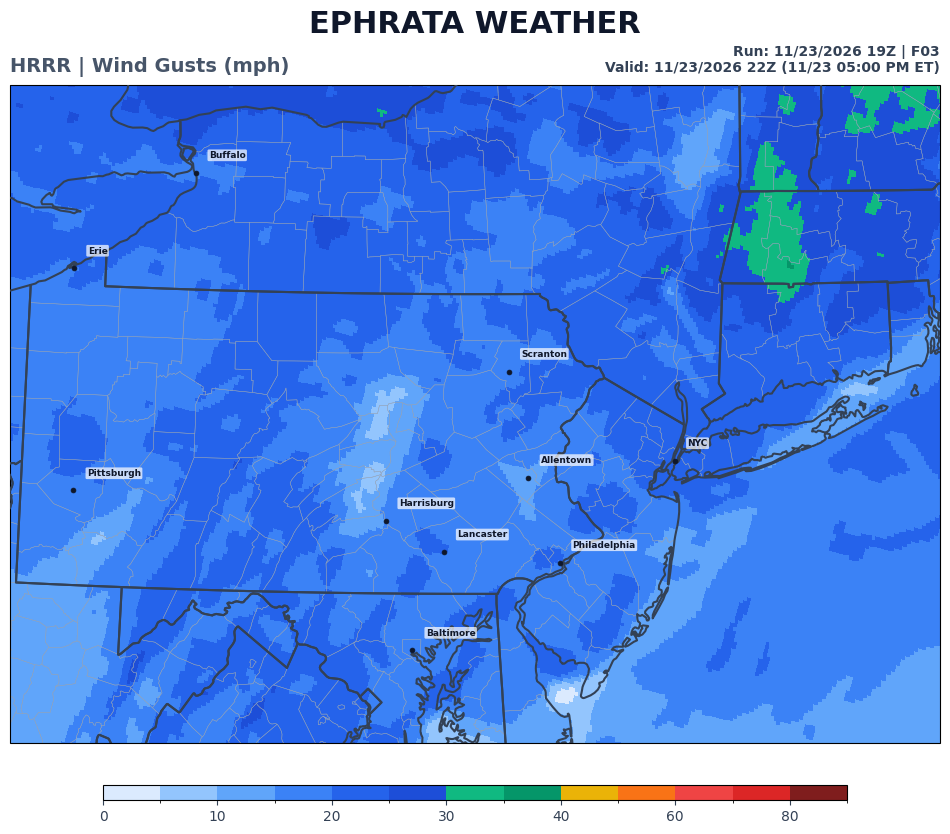 EPHRATA WEATHER
HRRR | Wind Gusts (mph)
Run: 11/23/2026 19Z | F03
Valid: 11/23/2026 22Z (11/23 05:00 PM ET)
Buffalo
Erie
Scranton
NYC
Allentown
Pittsburgh
Harrisburg
Lancaster
Philadelphia
Baltimore
0 10 20 30 40 60 80